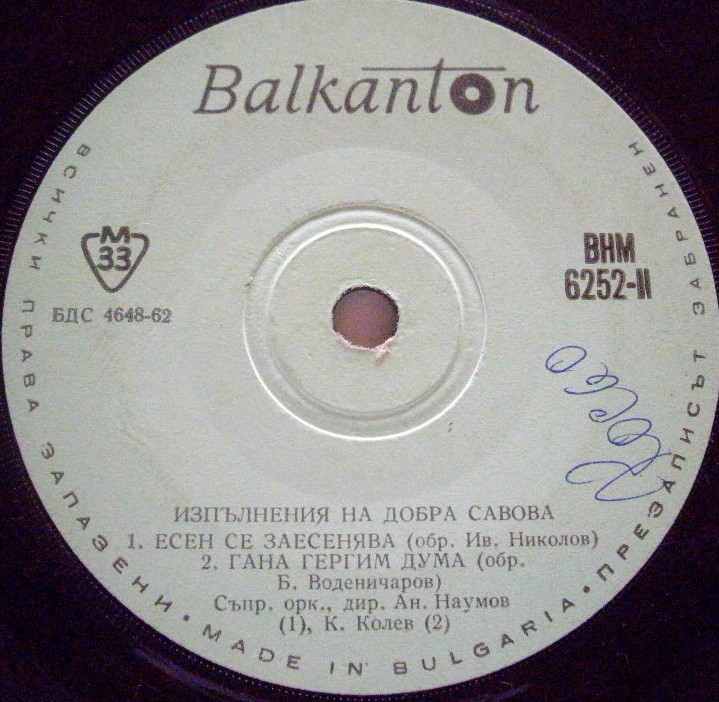 Balkanton
ВСИЧКИ ПРАВА ЗАПАЗЕНИ • MADE IN BULGARIA • ПРЕЗАПИСЪТ ЗАБРАНЕН
М
33
БДС 4648-62
ВНМ
6252-II
ИЗПЪЛНЕНИЯ НА ДОБРА САВОВА
1. ЕСЕН СЕ ЗАЕСЕНЯВА (обр. Ив. Николов)
2. ГАНА ГЕРГИМ ДУМА (обр.
Б. Воденичаров)
Съпр. орк., дир. Ан. Наумов
(1), К. Колев (2)